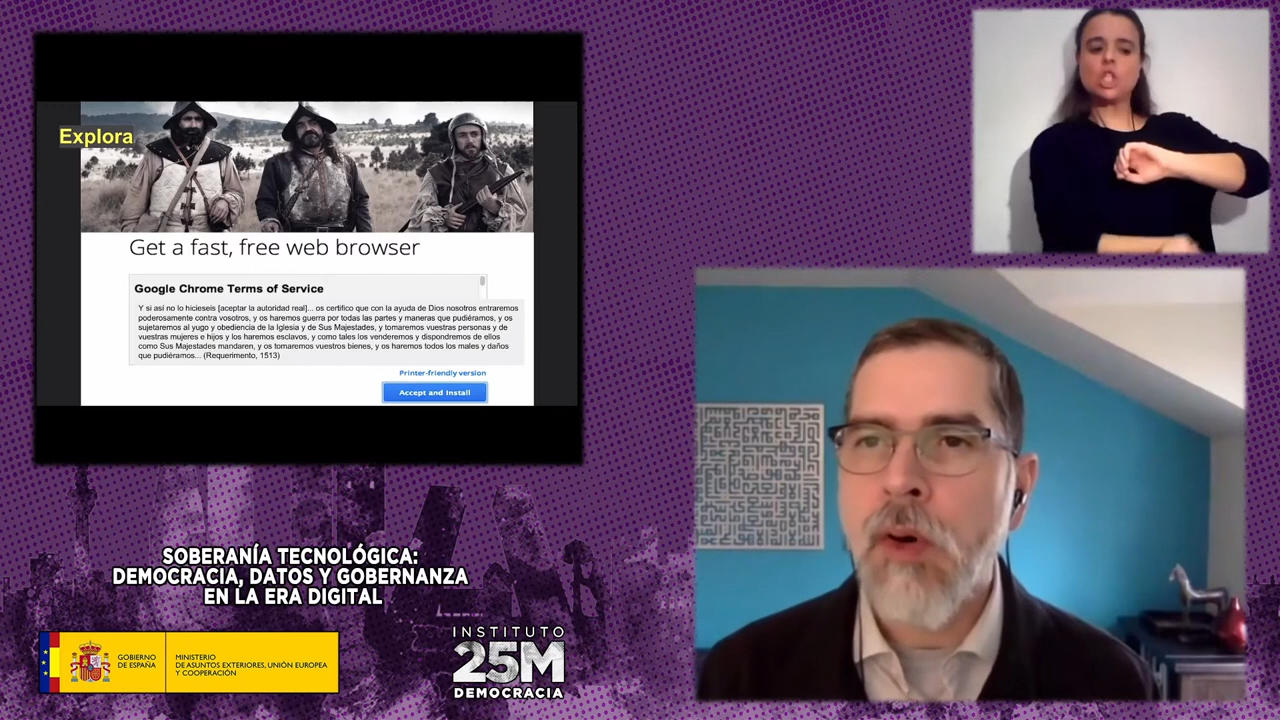 Explora
Get a fast, free web browser
Google Chrome Terms of Service
Y si así no lo hicieseis [aceptar la autoridad real]... os certifico que con la ayuda de Dios nosotros entraremos
poderosamente contra vosotros, y os haremos guerra por todas las partes y maneras que pudiéramos, y os
sujetaremos al yugo y obediencia de la Iglesia y de Sus Majestades, y tomaremos vuestras personas y de
vuestras mujeres e hijos y los haremos esclavos, y como tales los venderemos y dispondremos de ellos
como Sus Majestades mandaren, y os tomaremos vuestros bienes, y os haremos todos los males y daños
que pudiéramos... (Requerimento, 1513)
Printer-friendly version
Accept and Install
SOBERANÍA TECNOLÓGICA:
DEMOCRACIA, DATOS Y GOBERNANZA
EN LA ERA DIGITAL
GOBIERNO
DE ESPAÑA
MINISTERIO
DE ASUNTOS EXTERIORES, UNIÓN EUROPEA
Y COOPERACIÓN
INSTITUTO
25M
DEMOCRACIA